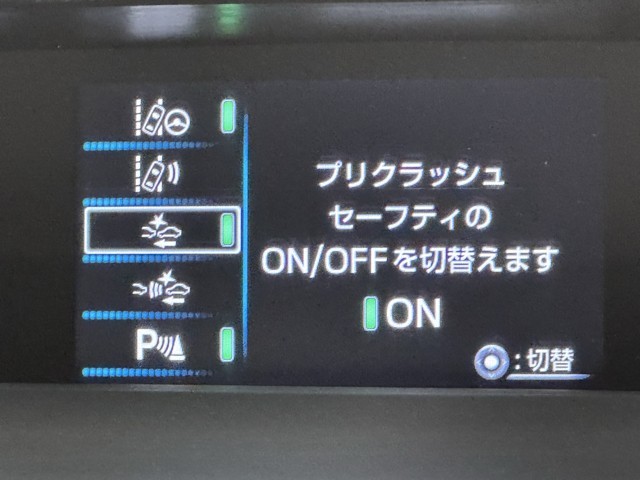 プリクラッシュ
セーフティの
ON/OFFを切替えます
ON
P
:切替